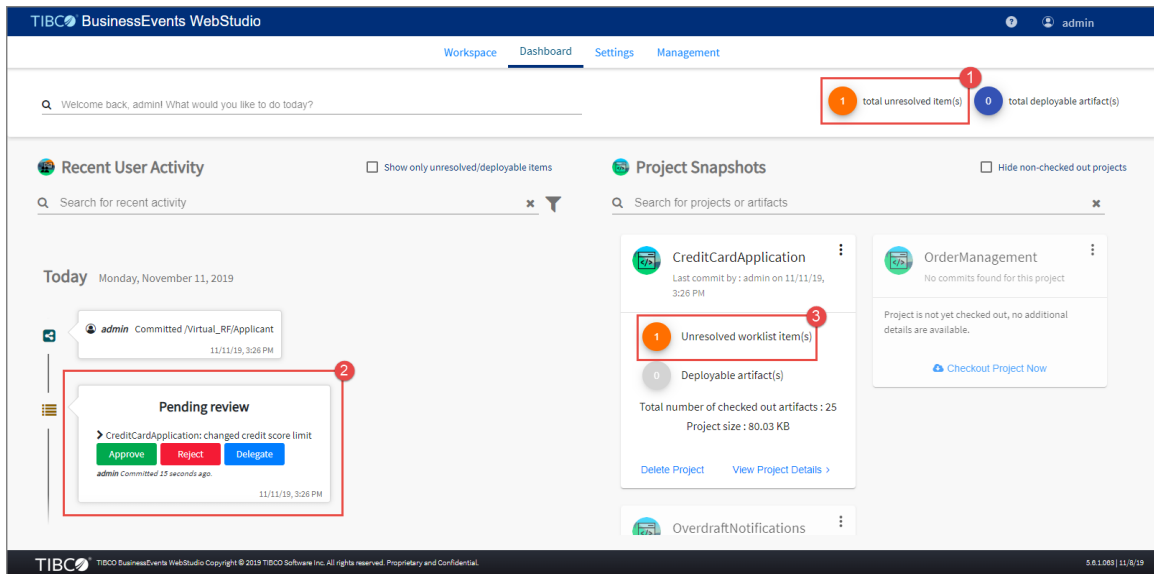 TIBCO BusinessEvents WebStudio
? admin
Workspace Dashboard Settings Management
Welcome back, admin! What would you like to do today?
1
1 total unresolved item(s) 0 total deployable artifact(s)
Recent User Activity
Show only unresolved/deployable items
Search for recent activity
Today Monday, November 11, 2019
admin Committed /Virtual_RF/Applicant
11/11/19, 3:26 PM
2
Pending review
CreditCardApplication: changed credit score limit
Approve Reject Delegate
admin Committed 15 seconds ago.
11/11/19, 3:26 PM
Project Snapshots
Hide non-checked out projects
Search for projects or artifacts
CreditCardApplication
Last commit by : admin on 11/11/19,
3:26 PM
3
1 Unresolved worklist item(s)
0 Deployable artifact(s)
Total number of checked out artifacts : 25
Project size : 80.03 KB
Delete Project View Project Details >
OrderManagement
No commits found for this project
Project is not yet checked out, no additional
details are available.
Checkout Project Now
OverdraftNotifications
TIBCO® TIBCO BusinessEvents WebStudio Copyright © 2019 TIBCO Software Inc. All rights reserved. Proprietary and Confidential.
5.6.1.063 | 11/8/19